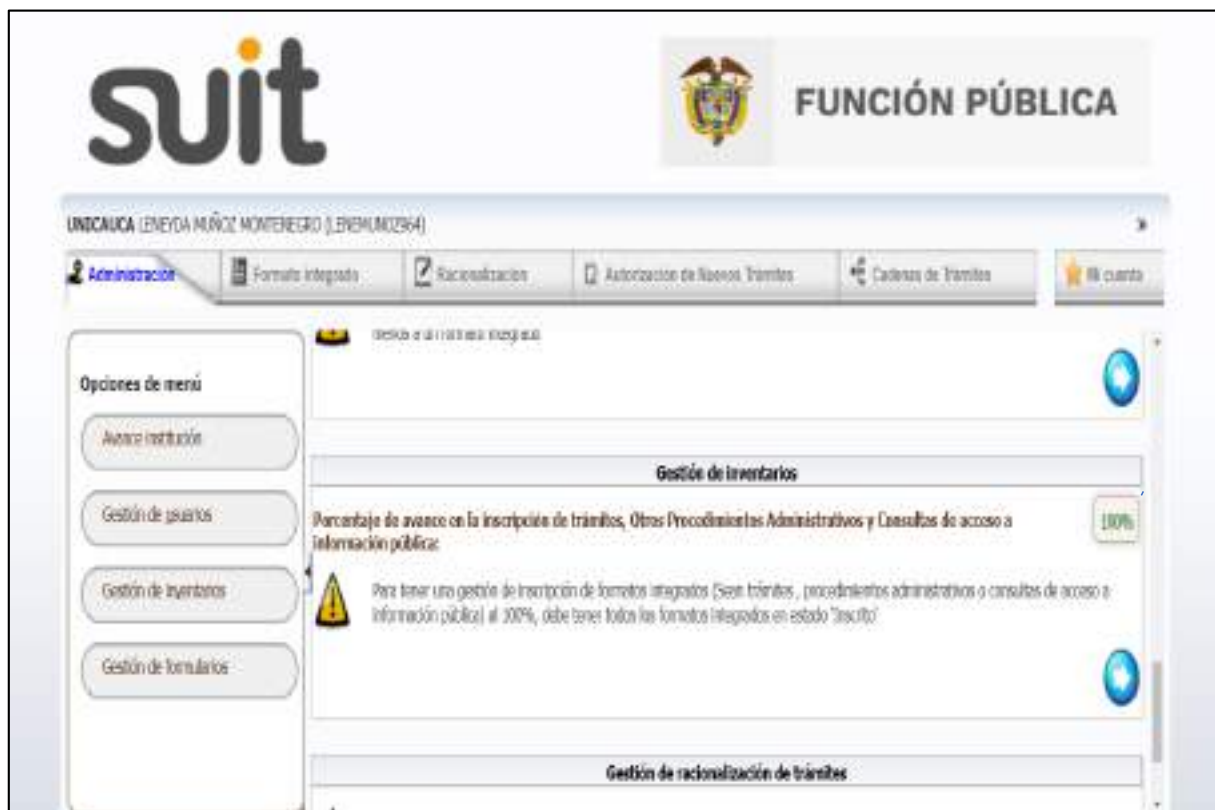 suit
FUNCIÓN PÚBLICA
UNICAUCA LENEYDA MUÑOZ MONTENEGRO (LENEMUNOZ964)
Administración Formato integrado Racionalización Autorización de Nuevos Trámites Cadenas de Trámites Mi cuenta
Opciones de menú
Avance institución
Gestión de usuarios
Gestión de inventarios
Gestión de formularios
Gestión de inventarios
Porcentaje de avance en la inscripción de trámites, Otros Procedimientos Administrativos y Consultas de acceso a
información pública:
100%
Para tener una gestión de inscripción de formatos integrados (Sean trámites , procedimientos administrativos o consultas de acceso a
información pública) al 100%, debe tener todos los formatos integrados en estado "Inscrito"
Gestión de racionalización de trámites